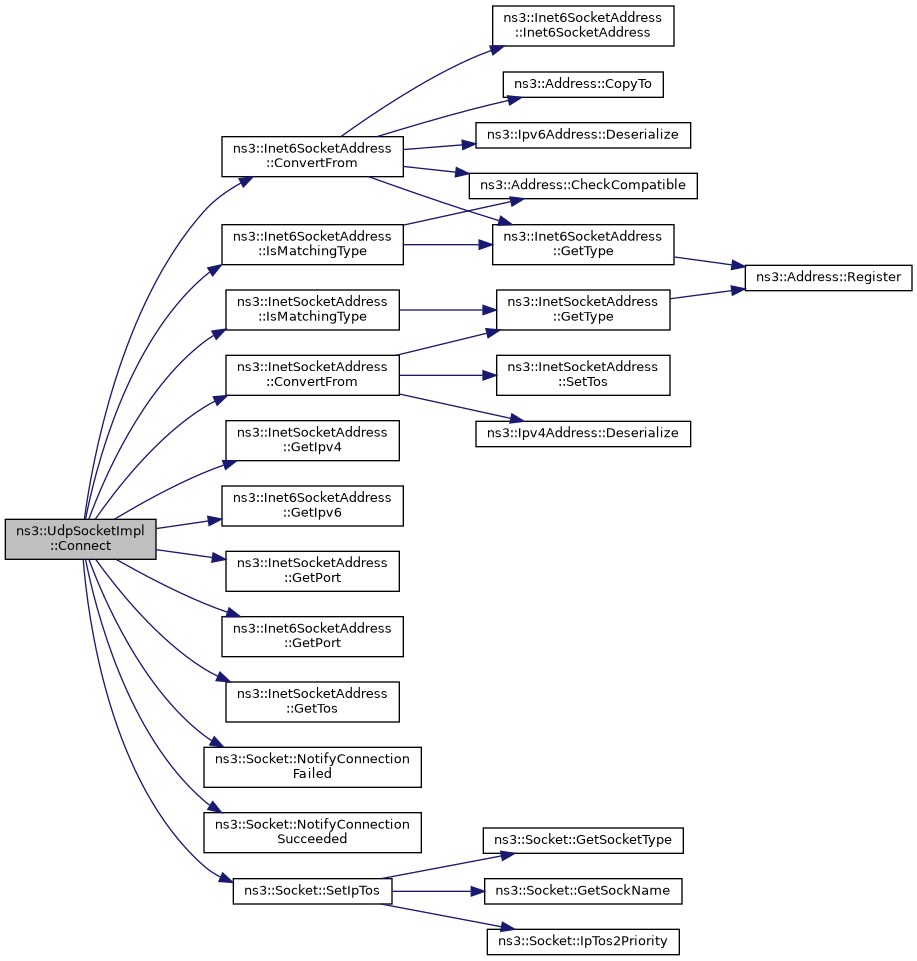 ns3::UdpSocketImpl
::Connect
ns3::Inet6SocketAddress
::ConvertFrom
ns3::Inet6SocketAddress
::IsMatchingType
ns3::InetSocketAddress
::IsMatchingType
ns3::InetSocketAddress
::ConvertFrom
ns3::InetSocketAddress
::GetIpv4
ns3::Inet6SocketAddress
::GetIpv6
ns3::InetSocketAddress
::GetPort
ns3::Inet6SocketAddress
::GetPort
ns3::InetSocketAddress
::GetTos
ns3::Socket::NotifyConnection
Failed
ns3::Socket::NotifyConnection
Succeeded
ns3::Socket::SetIpTos
ns3::Inet6SocketAddress
::Inet6SocketAddress
ns3::Address::CopyTo
ns3::Ipv6Address::Deserialize
ns3::Address::CheckCompatible
ns3::Inet6SocketAddress
::GetType
ns3::InetSocketAddress
::GetType
ns3::InetSocketAddress
::SetTos
ns3::Ipv4Address::Deserialize
ns3::Socket::GetSocketType
ns3::Socket::GetSockName
ns3::Socket::IpTos2Priority
ns3::Address::Register